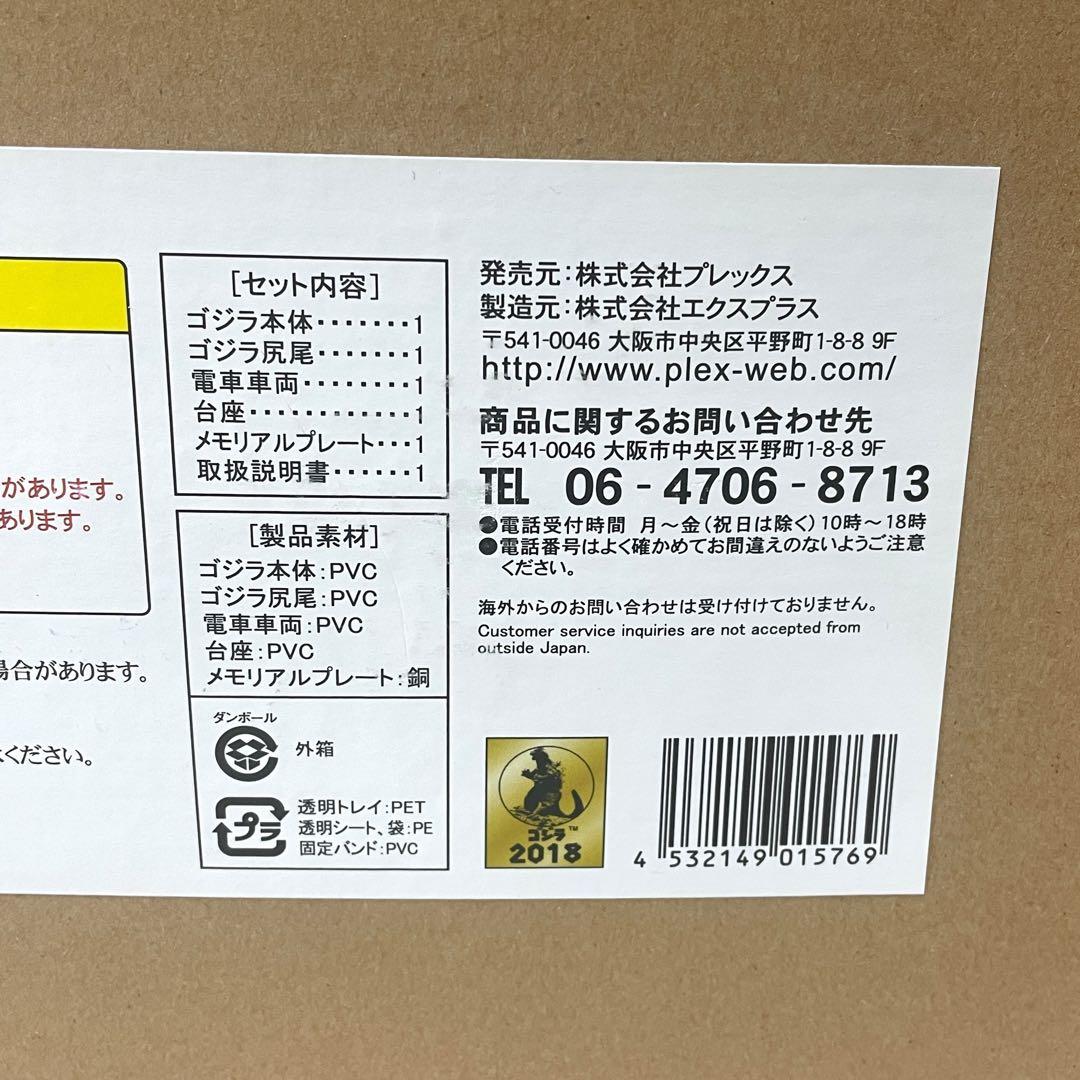 があります。
あります。
場合があります。
ください。
[セット内容]
ゴジラ本体・・・・・・・1
ゴジラ尻尾・・・・・・・1
電車車両・・・・・・・・1
台座・・・・・・・・・・・・1
メモリアルプレート・・・1
取扱説明書・・・・・・1
[製品素材]
ゴジラ本体:PVC
ゴジラ尻尾:PVC
電車車両:PVC
台座:PVC
メモリアルプレート:銅
ダンボール
外箱
プラ
透明トレイ:PET
透明シート、袋:PE
固定バンド:PVC
発売元:株式会社プレックス
製造元:株式会社エクスプラス
〒541-0046 大阪市中央区平野町1-8-8 9F
http://www.plex-web.com/
商品に関するお問い合わせ先
〒541-0046 大阪市中央区平野町1-8-8 9F
TEL 06-4706-8713
●電話受付時間 月〜金(祝日は除く)10時〜18時
●電話番号はよく確かめてお間違えのないようご注意
ください。
海外からのお問い合わせは受け付けておりません。
Customer service inquiries are not accepted from
outside Japan.
ゴジラ™
2018
4 532149 015769